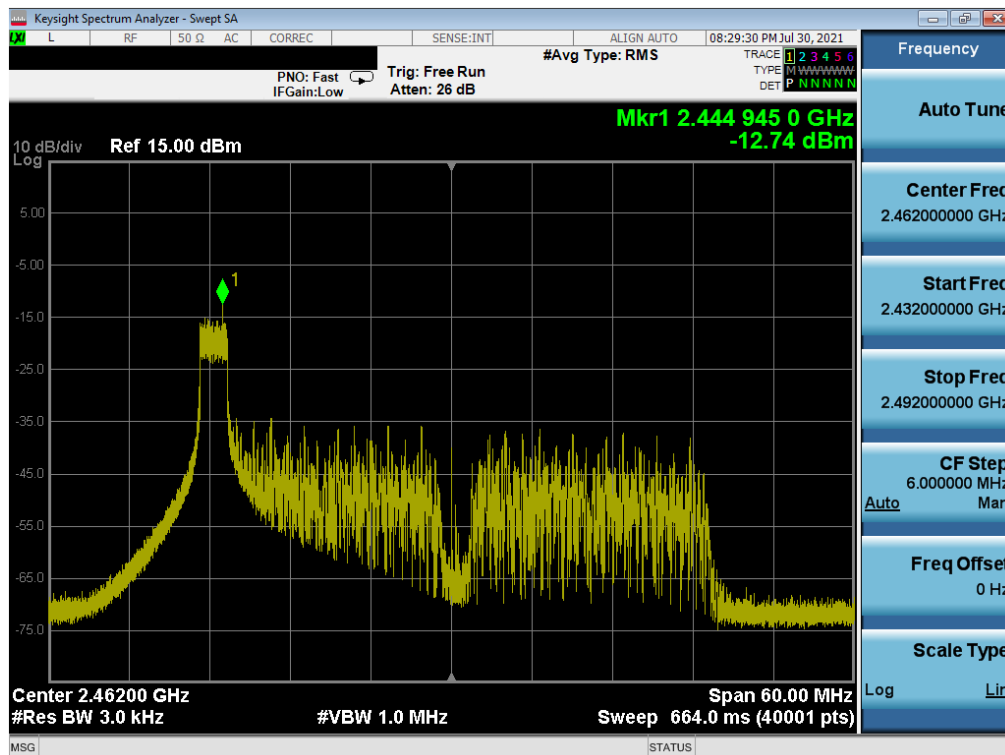 Keysight Spectrum Analyzer - Swept SA
LXI L RF 50 Ω AC CORREC SENSE:INT ALIGN AUTO 08:29:30 PM Jul 30, 2021
#Avg Type: RMS
TRACE 1 2 3 4 5 6
TYPE M W W W W W
DET P N N N N N
PNO: Fast
IFGain:Low
Trig: Free Run
Atten: 26 dB
Mkr1 2.444 945 0 GHz
-12.74 dBm
10 dB/div
Log
Ref 15.00 dBm
5.00
-5.00
-15.0
-25.0
-35.0
-45.0
-55.0
-65.0
-75.0
1
Center 2.46200 GHz
Span 60.00 MHz
#Res BW 3.0 kHz
#VBW 1.0 MHz
Sweep 664.0 ms (40001 pts)
MSG
STATUS
Frequency
Auto Tune
Center Freq
2.462000000 GHz
Start Freq
2.432000000 GHz
Stop Freq
2.492000000 GHz
CF Step
6.000000 MHz
Auto Man
Freq Offset
0 Hz
Scale Type
Log Lin